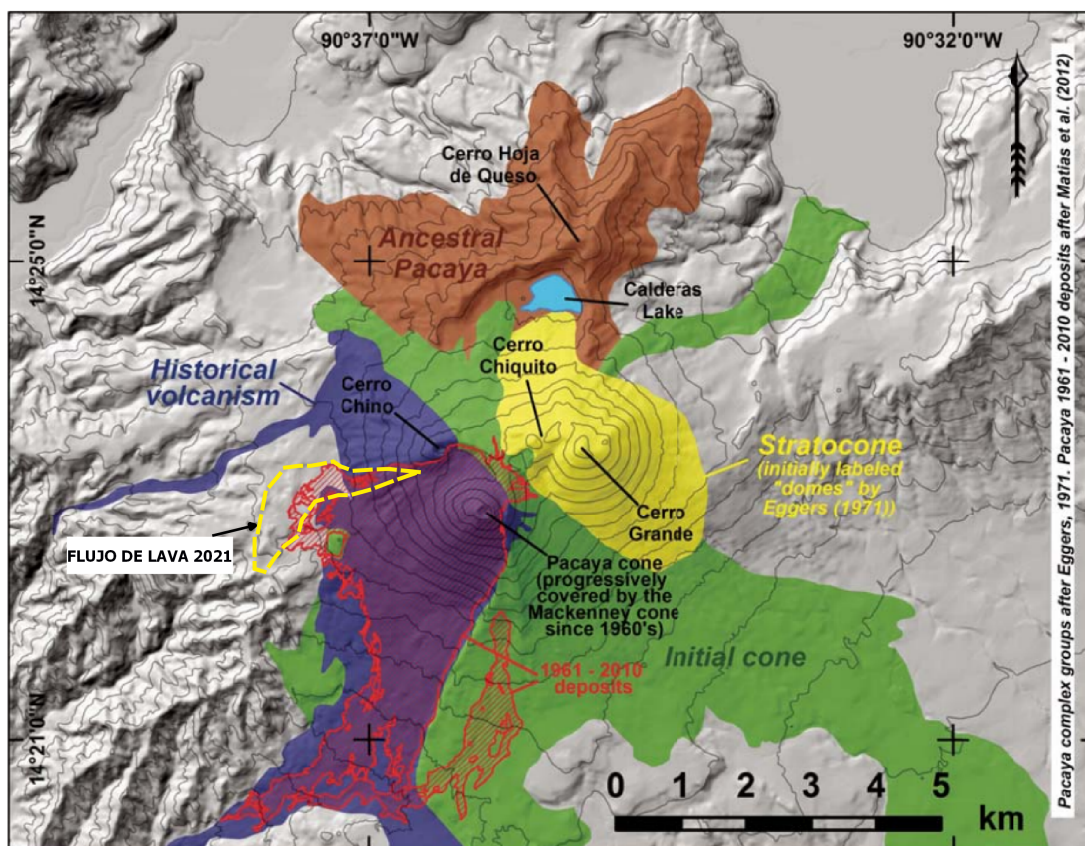 90°37'0"W
90°32'0"W
Cerro Hoja
de Queso
Ancestral
Pacaya
14°25'0"N
Calderas
Lake
Cerro
Chiquito
Historical
volcanism
Cerro
Chino
Stratocone
(initially labeled
"domes" by
Eggers (1971))
Cerro
Grande
FLUJO DE LAVA 2021
Pacaya cone
(progressively
covered by the
Mackenney cone
since 1960's)
Initial cone
1961 - 2010
deposits
14°21'0"N
0 1 2 3 4 5
km
Pacaya complex groups after Eggers, 1971. Pacaya 1961 - 2010 deposits after Matias et al. (2012)